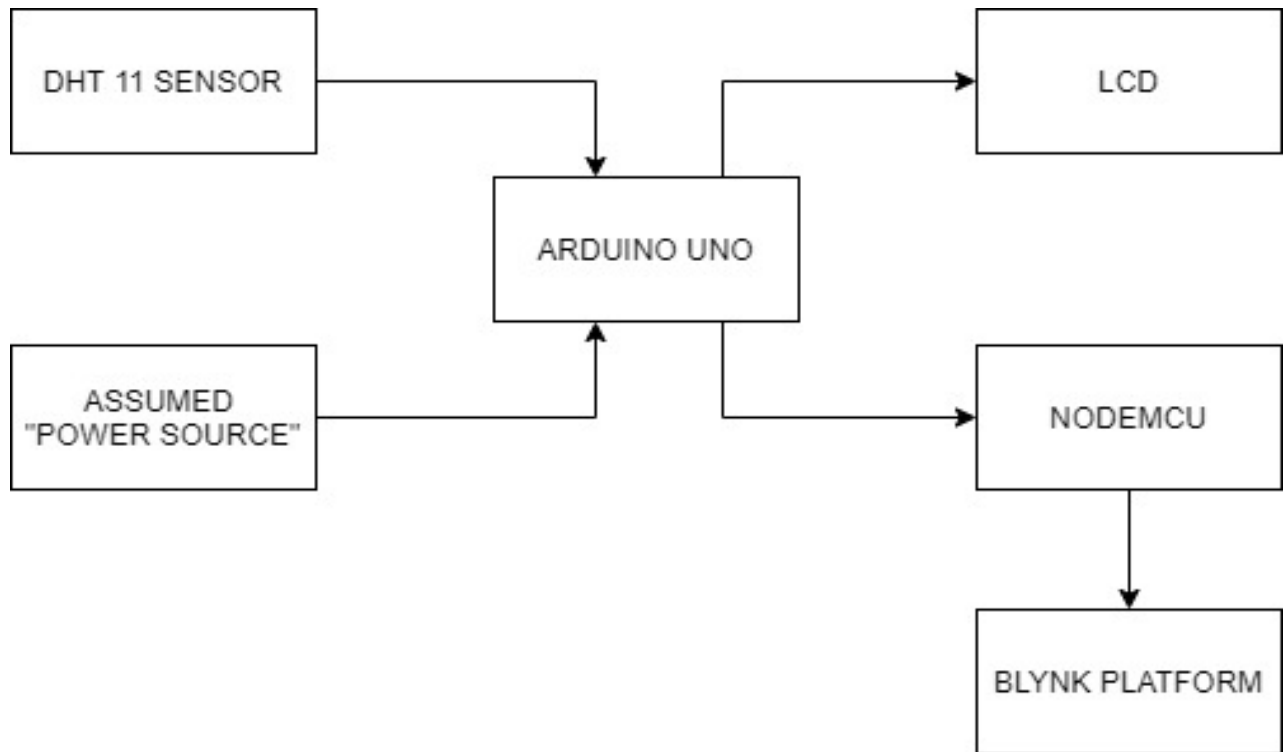 DHT 11 SENSOR
LCD
ARDUINO UNO
ASSUMED
"POWER SOURCE"
NODEMCU
BLYNK PLATFORM